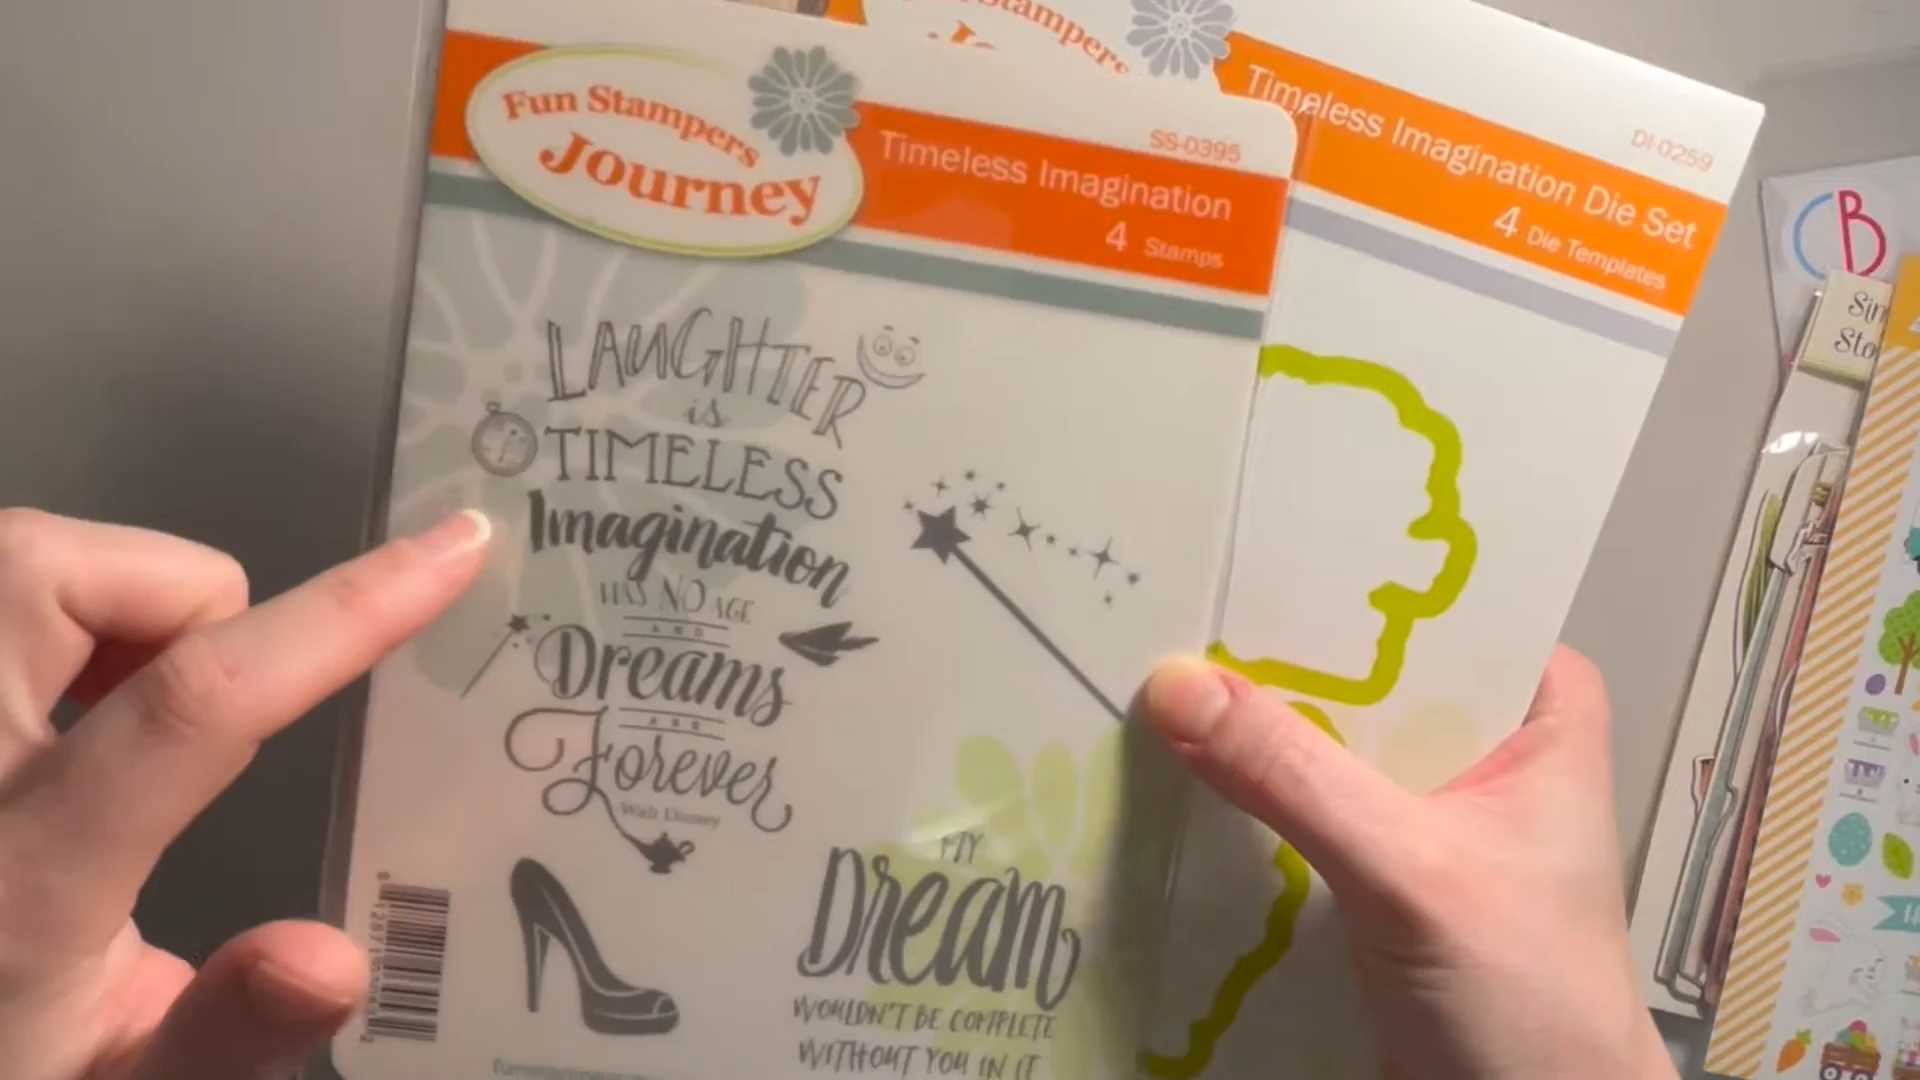 Fun Stampers
Journey
SS-0395
Timeless Imagination
4 Stamps
LAUGHTER
is
TIMELESS
Imagination
HAS NO AGE
AND
Dreams
ARE
Forever
Walt Disney
MY
Dream
WOULDN'T BE COMPLETE
WITHOUT YOU IN IT
Stampers
DI-0259
Timeless Imagination Die Set
4 Die Templates
CB